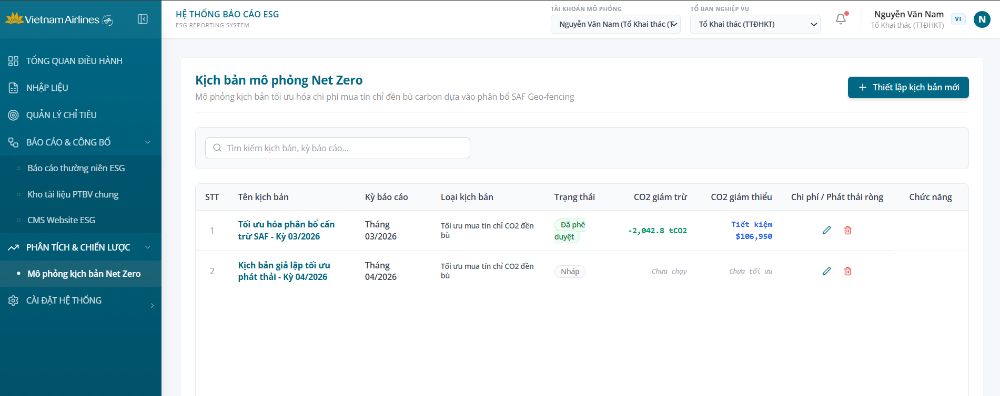 Vietnam Airlines
HỆ THỐNG BÁO CÁO ESG
ESG REPORTING SYSTEM
TÀI KHOẢN MÔ PHỎNG
Nguyễn Văn Nam (Tổ Khai thác (T
TỔ BAN NGHIỆP VỤ
Tổ Khai thác (TTĐHKT)
Nguyễn Văn Nam
Tổ Khai thác (TTĐHKT)
VI
N
TỔNG QUAN ĐIỀU HÀNH
NHẬP LIỆU
QUẢN LÝ CHỈ TIÊU
BÁO CÁO & CÔNG BỐ
Báo cáo thường niên ESG
Kho tài liệu PTBV chung
CMS Website ESG
PHÂN TÍCH & CHIẾN LƯỢC
Mô phỏng kịch bản Net Zero
CÀI ĐẶT HỆ THỐNG
Kịch bản mô phỏng Net Zero
Mô phỏng kịch bản tối ưu hóa chi phí mua tín chỉ đền bù carbon dựa vào phân bổ SAF Geo-fencing
Thiết lập kịch bản mới
Tìm kiếm kịch bản, kỳ báo cáo...
STT Tên kịch bản Kỳ báo cáo Loại kịch bản Trạng thái CO2 giảm trừ CO2 giảm thiểu Chi phí / Phát thải ròng Chức năng
1
Tối ưu hóa phân bổ cấn
trừ SAF - Kỳ 03/2026
Tháng
03/2026
Tối ưu mua tín chỉ CO2 đền
bù
Đã phê
duyệt
-2,042.8 tCO2
Tiết kiệm
$106,950
2
Kịch bản giả lập tối ưu
phát thải - Kỳ 04/2026
Tháng
04/2026
Tối ưu mua tín chỉ CO2 đền
bù
Nháp
Chưa chạy
Chưa tối ưu